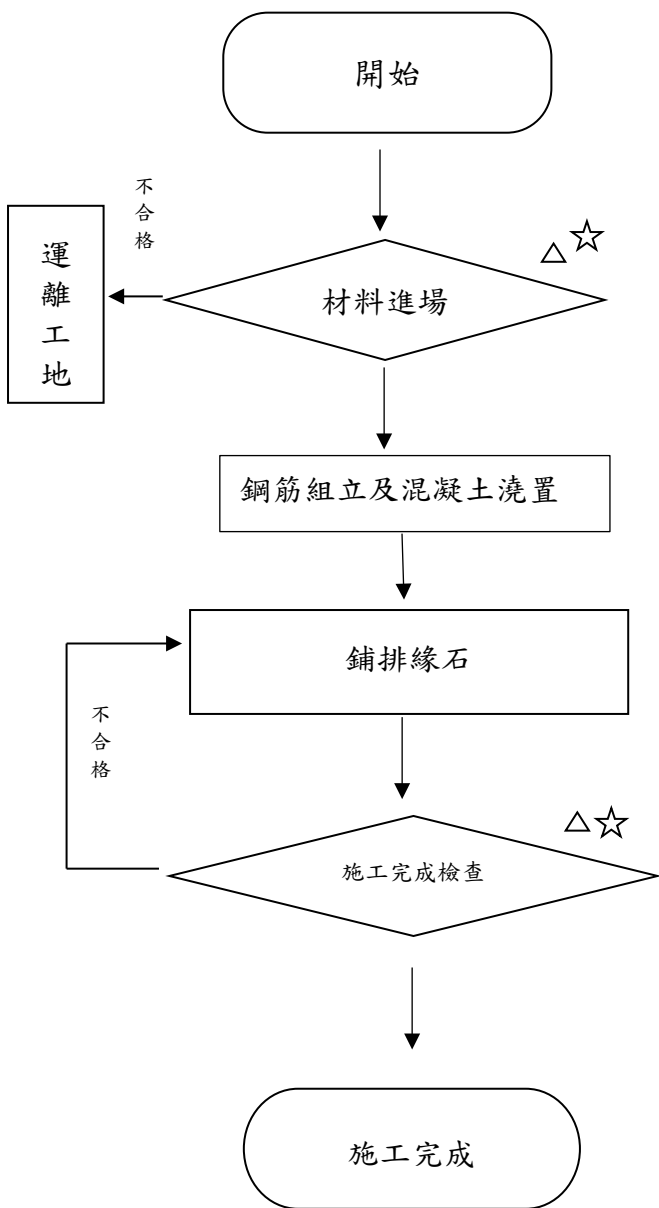 開始
不合格
運離工地
材料進場
鋼筋組立及混凝土澆置
鋪排緣石
不合格
施工完成檢查
施工完成